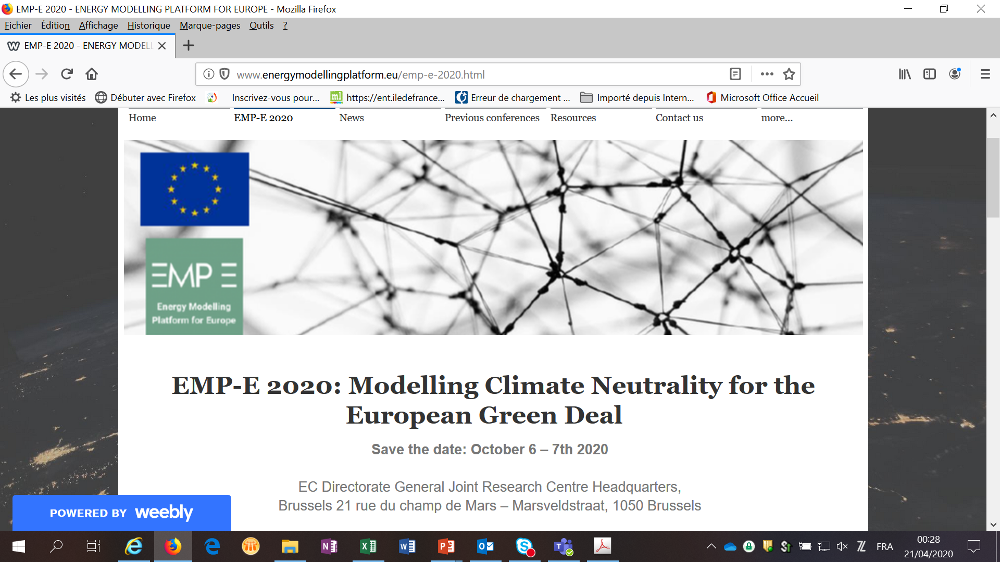 EMP-E 2020 - ENERGY MODELLING PLATFORM FOR EUROPE - Mozilla Firefox
Fichier Édition Affichage Historique Marque-pages Outils ?
EMP-E 2020 - ENERGY MODELL
www.energymodellingplatform.eu/emp-e-2020.html
Les plus visités Débuter avec Firefox Inscrivez-vous pour... ml https://ent.iledefrance... Erreur de chargement ... Importé depuis Intern... Microsoft Office Accueil
Home EMP-E 2020 News Previous conferences Resources Contact us more...
EMP E
Energy Modelling
Platform for Europe
EMP-E 2020: Modelling Climate Neutrality for the
European Green Deal
Save the date: October 6 – 7th 2020
EC Directorate General Joint Research Centre Headquarters,
Brussels 21 rue du champ de Mars – Marsveldstraat, 1050 Brussels
POWERED BY weebly
FRA
00:28
21/04/2020